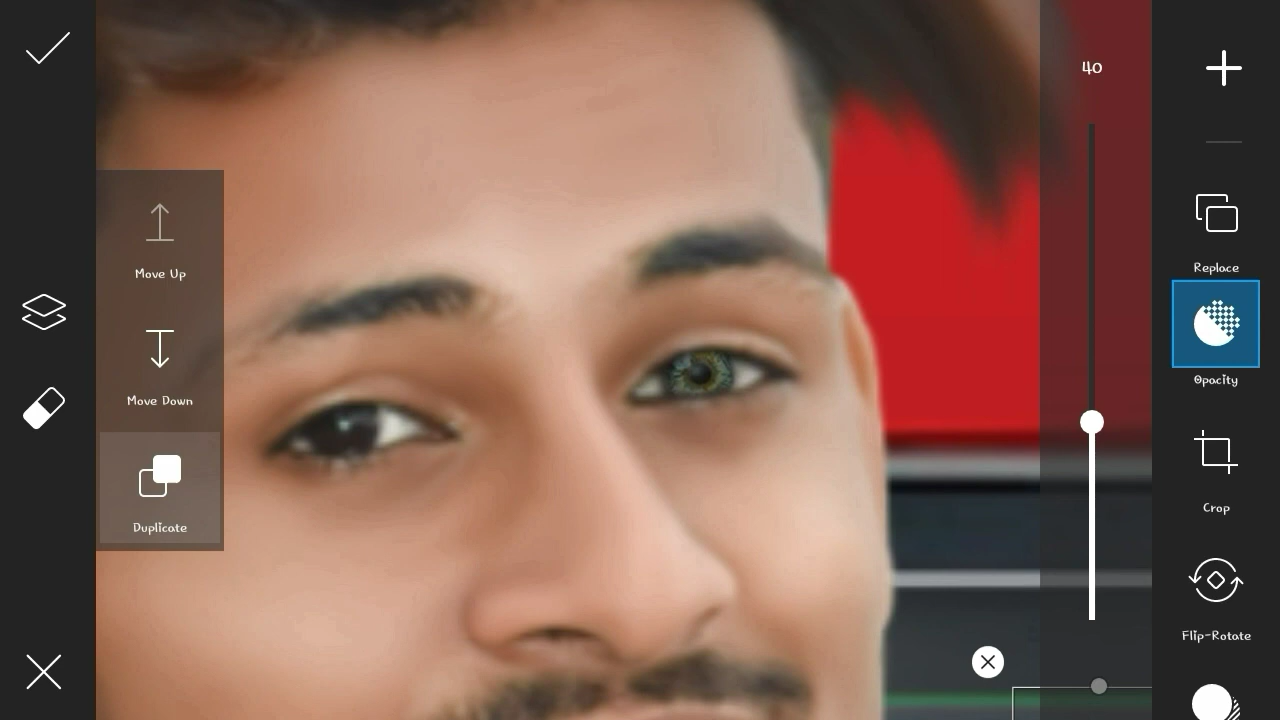 40
Move Up
Move Down
Duplicate
Replace
Opacity
Crop
Flip-Rotate